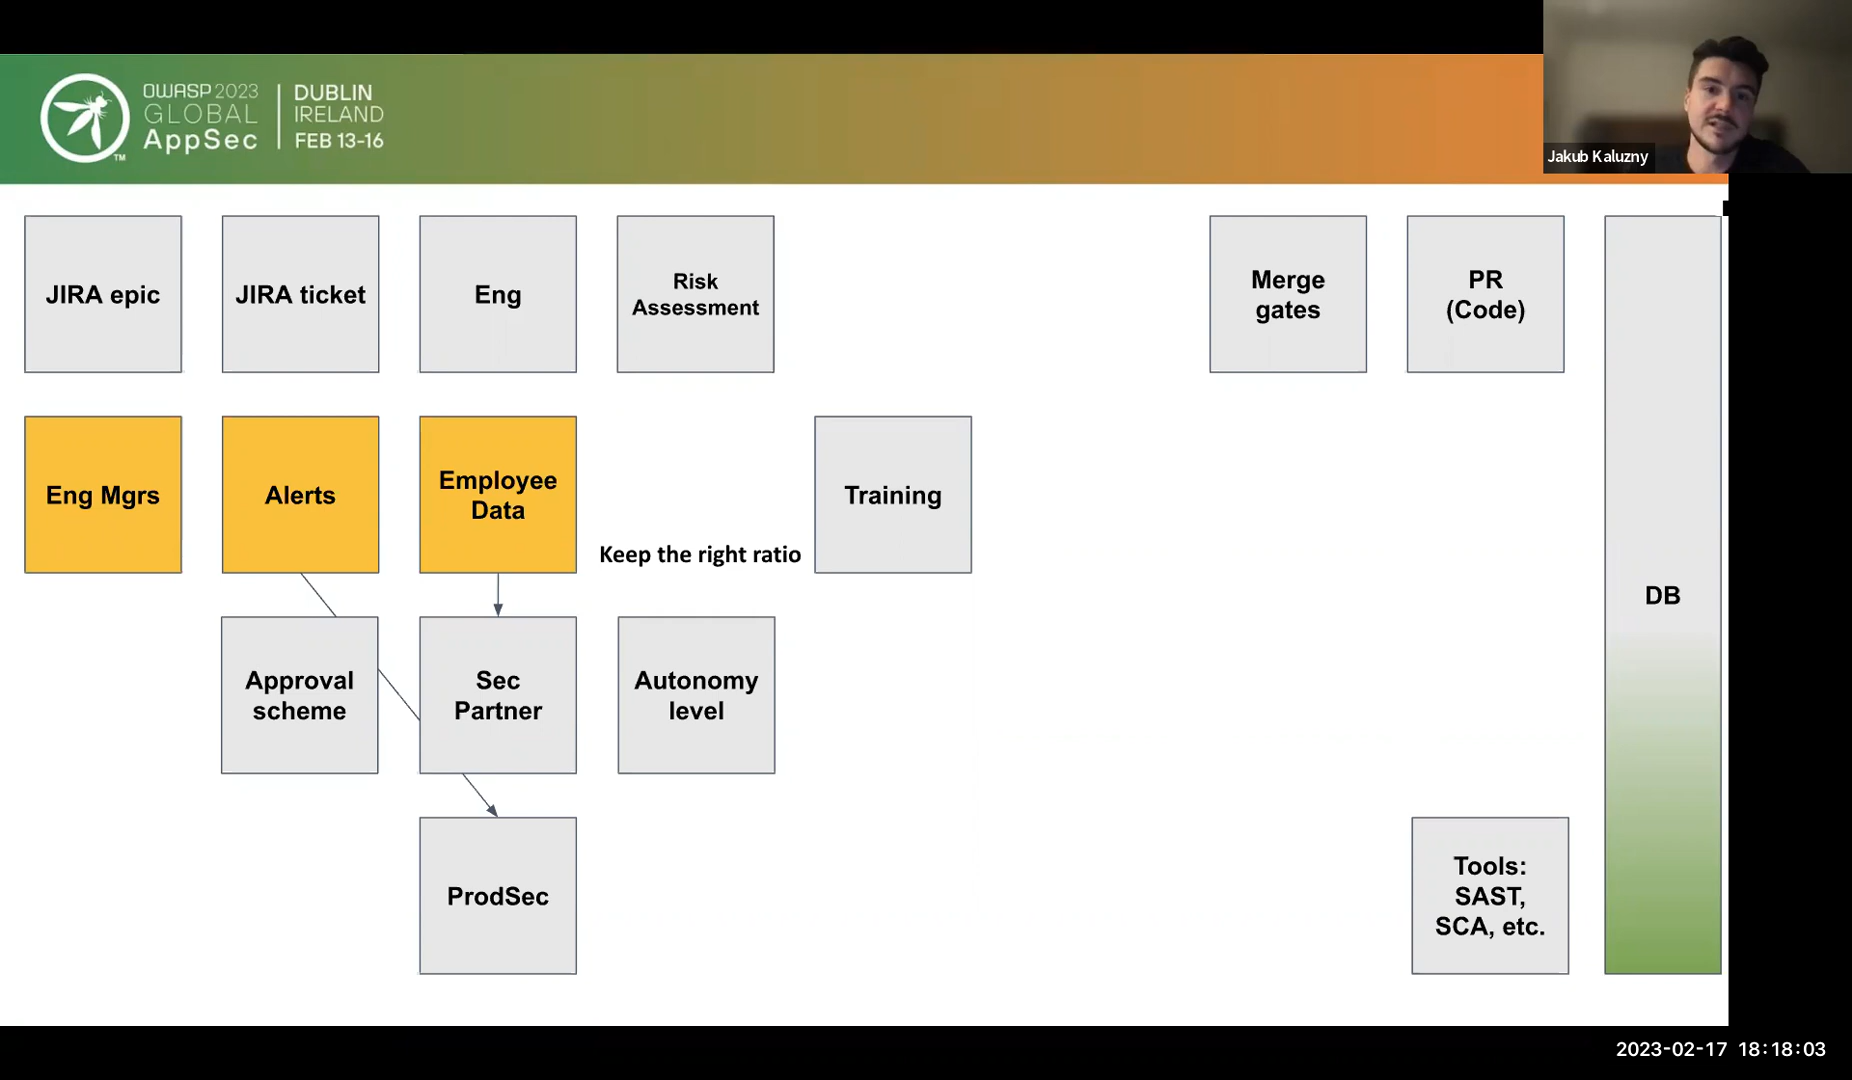 OWASP 2023
GLOBAL
AppSec
TM
DUBLIN
IRELAND
FEB 13-16
Jakub Kaluzny
JIRA epic
JIRA ticket
Eng
Risk
Assessment
Merge
gates
PR
(Code)
Eng Mgrs
Alerts
Employee
Data
Keep the right ratio
Training
DB
Approval
scheme
Sec
Partner
Autonomy
level
ProdSec
Tools:
SAST,
SCA, etc.
2023-02-17 18:18:03